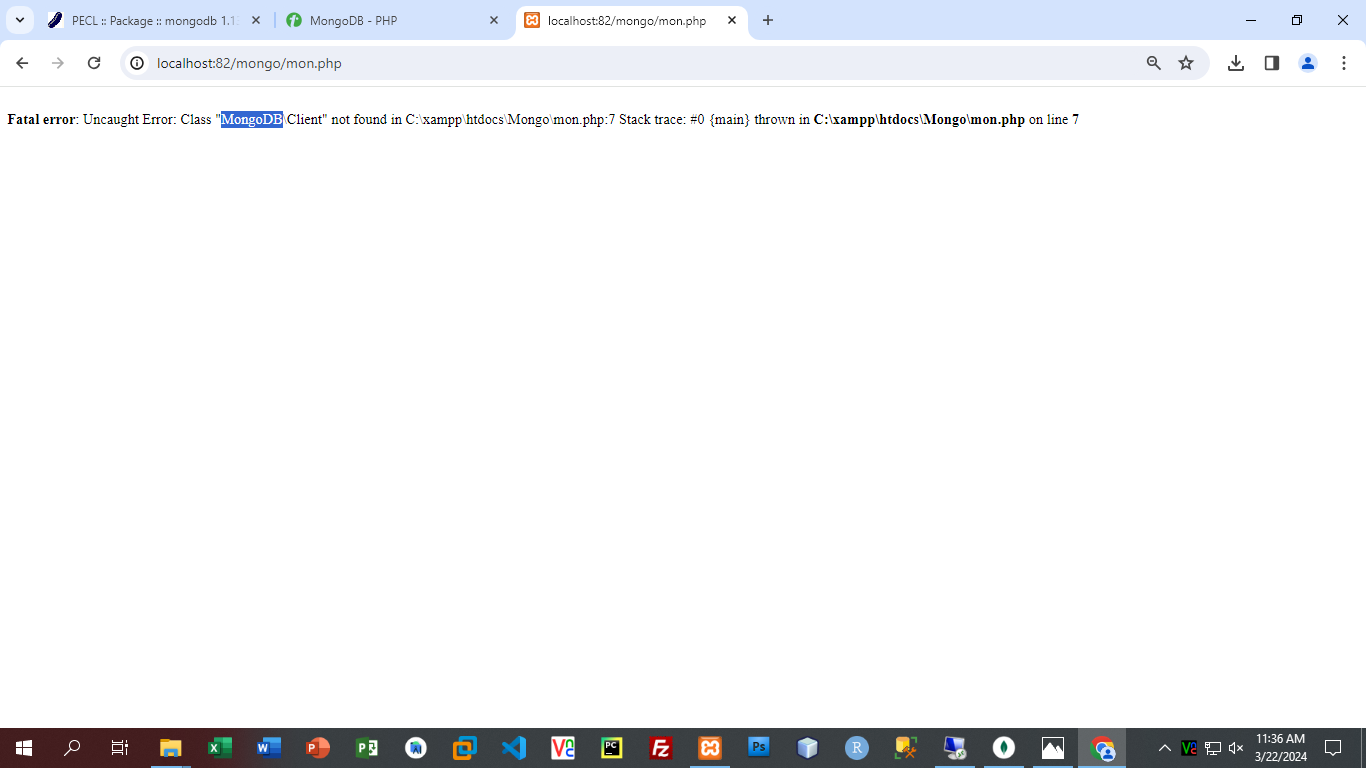 PECL :: Package :: mongodb 1.1
MongoDB - PHP
localhost:82/mongo/mon.php
localhost:82/mongo/mon.php
Fatal error: Uncaught Error: Class "MongoDB\Client" not found in C:\xampp\htdocs\Mongo\mon.php:7 Stack trace: #0 {main} thrown in C:\xampp\htdocs\Mongo\mon.php on line 7
11:36 AM
3/22/2024